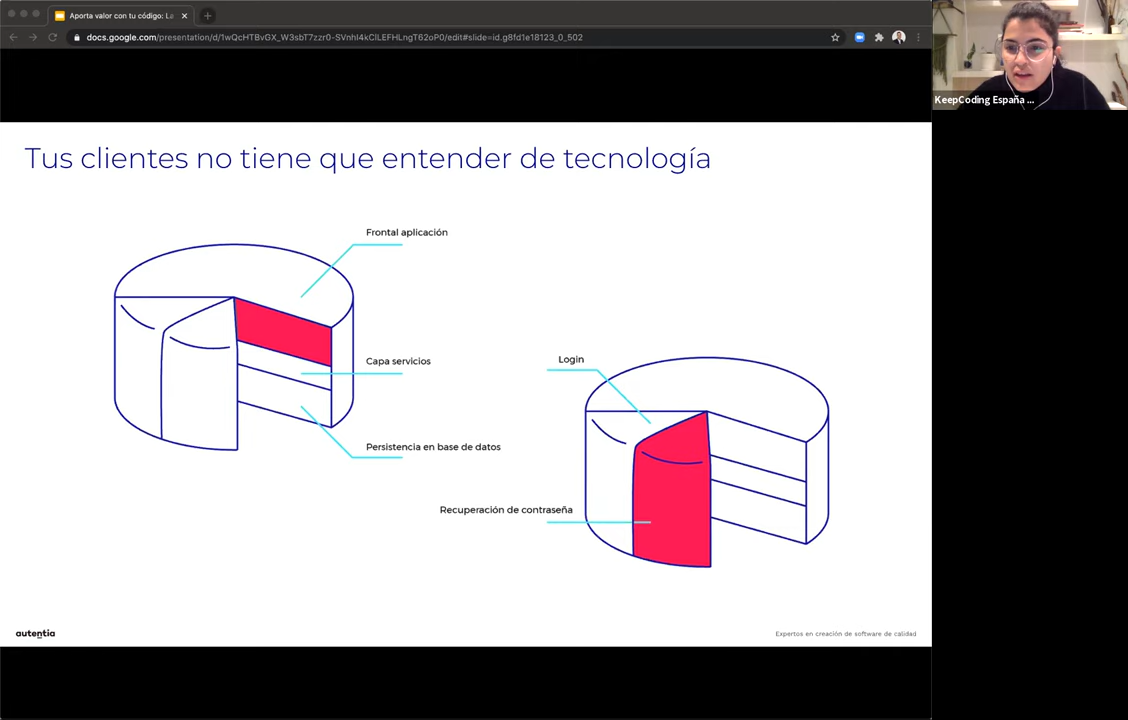 Aporta valor con tu código: La
docs.google.com/presentation/d/1wQcHTBvGX_W3sbT7zzr0-SVnhI4kCILEFHLngT62oP0/edit#slide=id.g8fd1e18123_0_502
KeepCoding España ...
Tus clientes no tiene que entender de tecnología
Frontal aplicación
Capa servicios
Persistencia en base de datos
Login
Recuperación de contraseña
autentia
Expertos en creación de software de calidad